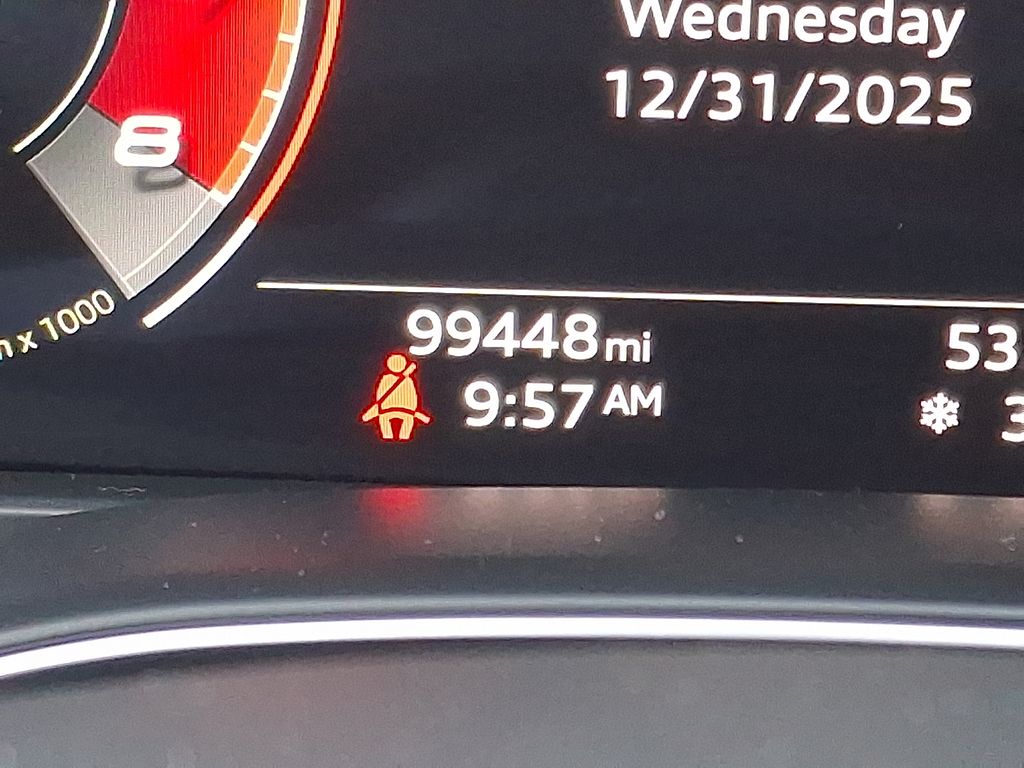 Wednesday
12/31/2025
8
x 1000
99448 mi
53
9:57 AM